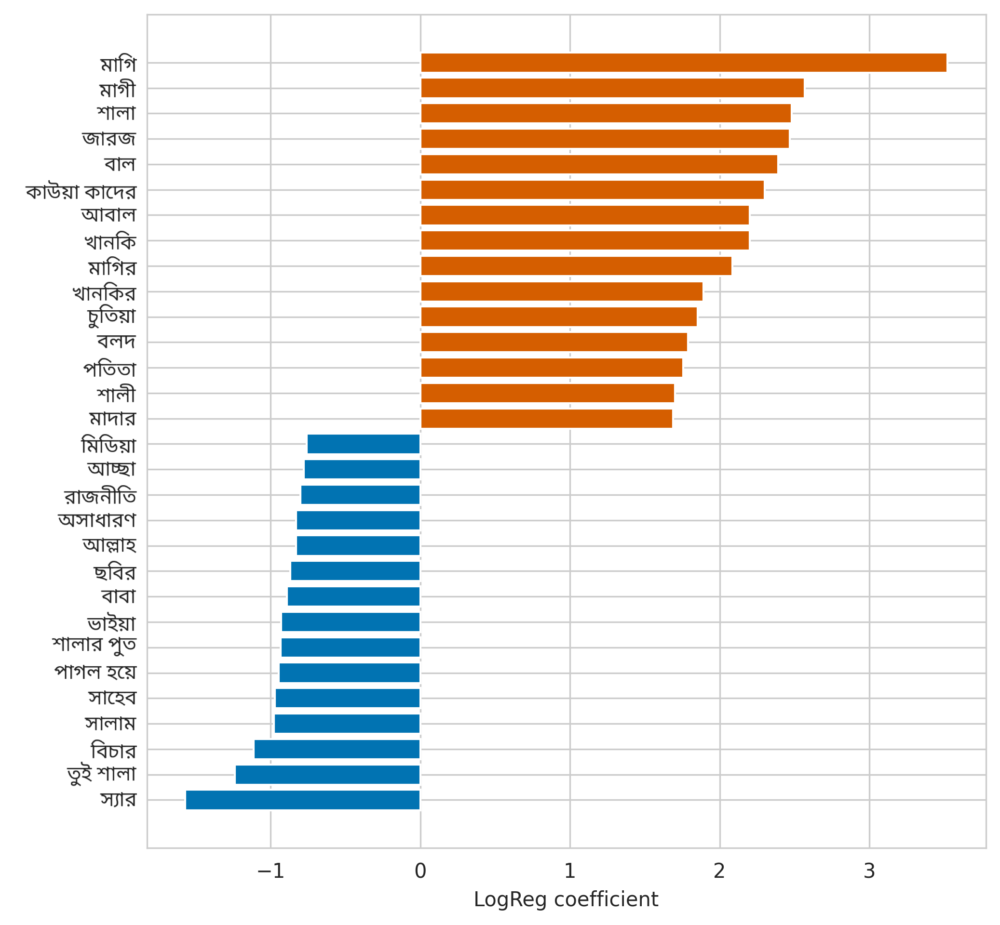 মাগি
মাগী
শালা
জারজ
বাল
কাউয়া কাদের
আবাল
খানকি
মাগির
খানকির
চুতিয়া
বলদ
পতিতা
শালী
মাদার
মিডিয়া
আচ্ছা
রাজনীতি
অসাধারণ
আল্লাহ
ছবির
বাবা
ভাইয়া
শালার পুত
পাগল হয়ে
সাহেব
সালাম
বিচার
তুই শালা
স্যার
−1 0 1 2 3
LogReg coefficient